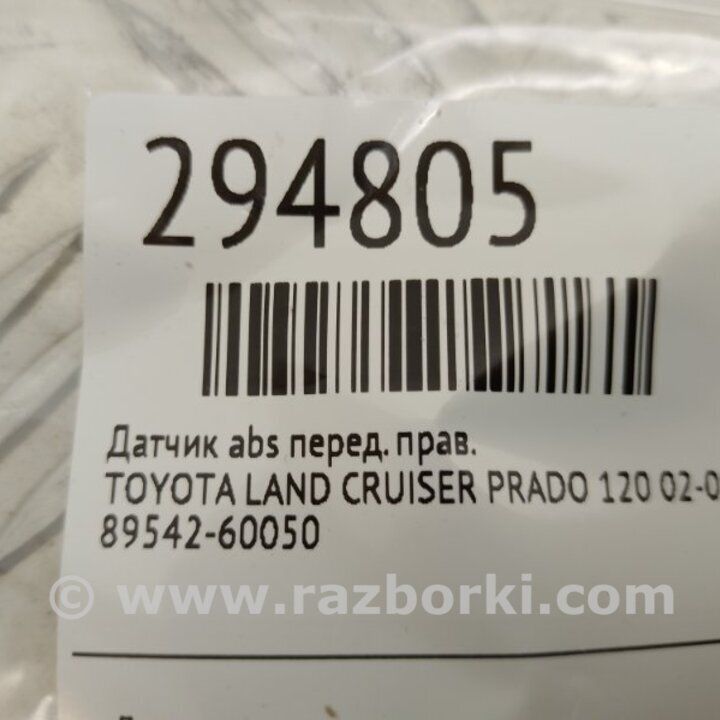 294805
Датчик abs перед. прав.
TOYOTA LAND CRUISER PRADO 120 02-0
89542-60050
© www.razborki.com